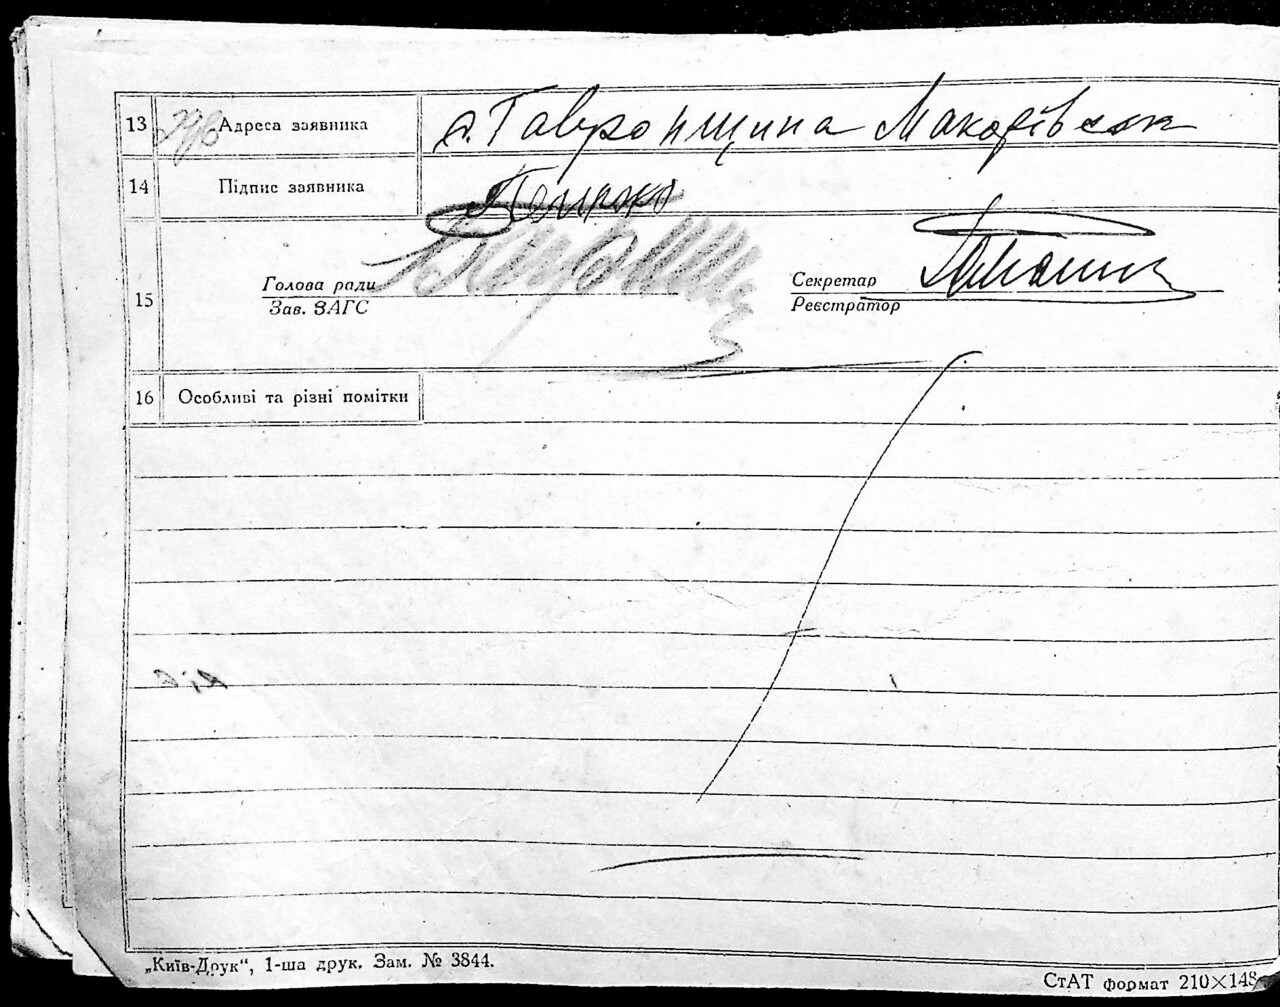 13 Адреса заявника с. Гавронщина Макарівськ
14 Підпис заявника
15 Голова ради Секретар
Зав. ЗАГС Реєстратор
16 Особливі та різні помітки
„Київ-Друк“, 1-ша друк. Зам. № 3844.
СтАТ формат 210×148